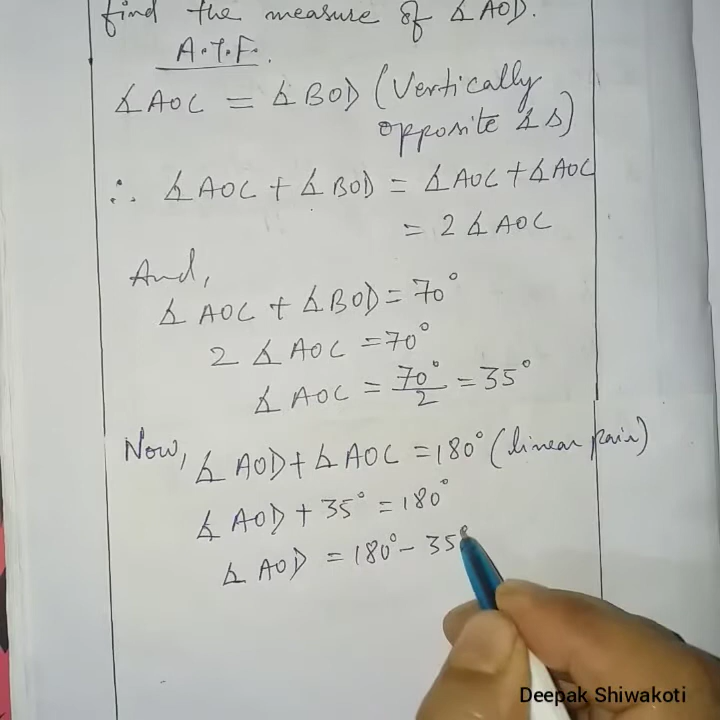 find the measure of ∡AOD.
A.T.F.
∡AOC = ∡BOD (Vertically
opposite ∡s)
∴ ∡AOC + ∡BOD = ∡AOC + ∡AOC
= 2∡AOC
And,
∡AOC + ∡BOD = 70°
2∡AOC = 70°
∡AOC = 70°/2 = 35°
Now, ∡AOD + ∡AOC = 180° (linear pair)
∡AOD + 35° = 180°
∡AOD = 180° - 35°
Deepak Shiwakoti